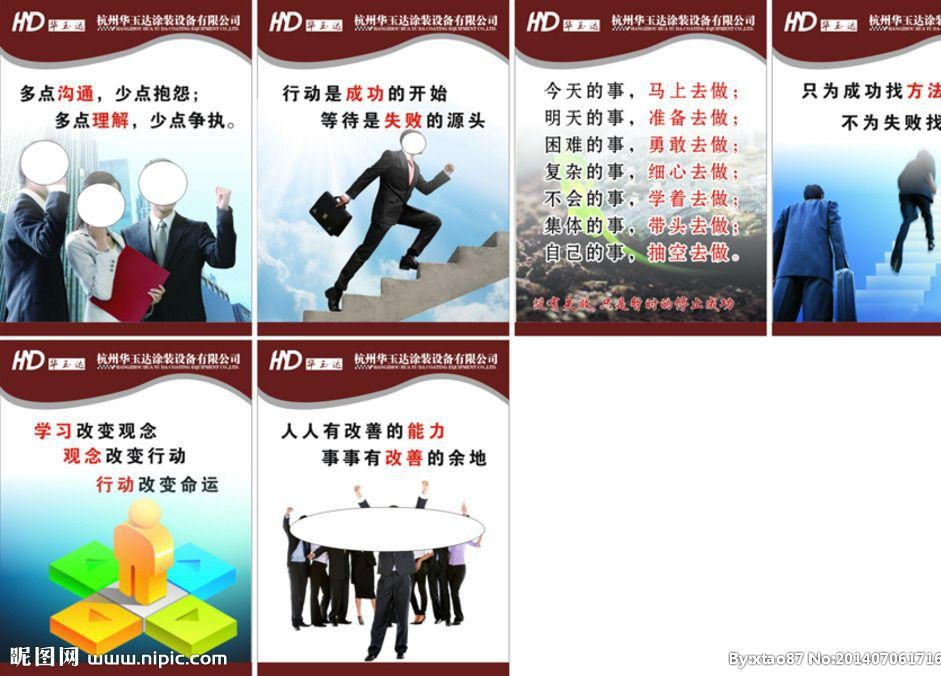 HND 华玉达 杭州华玉达涂装设备有限公司
HANGZHOU HUA YU DA COATING EQUIPMENT CO.,LTD.
多点沟通，少点抱怨；
多点理解，少点争执。
HND 华玉达 杭州华玉达涂装设备有限公司
HANGZHOU HUA YU DA COATING EQUIPMENT CO.,LTD.
行动是成功的开始
等待是失败的源头
HND 华玉达 杭州华玉达涂装设备有限公司
HANGZHOU HUA YU DA COATING EQUIPMENT CO.,LTD.
今天的事，马上去做；
明天的事，准备去做；
困难的事，勇敢去做；
复杂的事，细心去做；
不会的事，学着去做；
集体的事，带头去做；
自己的事，抽空去做。
没有失败，只是暂时的停止成功
HND 华玉达 杭州华玉达涂装设备
HANGZHOU HUA YU DA COATING
只为成功找方法
不为失败找
HND 华玉达 杭州华玉达涂装设备有限公司
HANGZHOU HUA YU DA COATING EQUIPMENT CO.,LTD.
学习改变观念
观念改变行动
行动改变命运
HND 华玉达 杭州华玉达涂装设备有限公司
HANGZHOU HUA YU DA COATING EQUIPMENT CO.,LTD.
人人有改善的能力
事事有改善的余地
昵图网 www.nipic.com
By:xtao87 No:201407061716